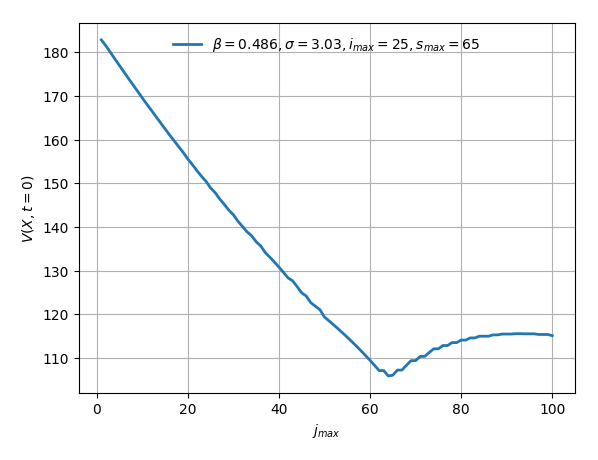 β = 0.486, σ = 3.03, i_max = 25, s_max = 65
180
170
160
150
140
130
120
110
V(X, t = 0)
0 20 40 60 80 100
j_max